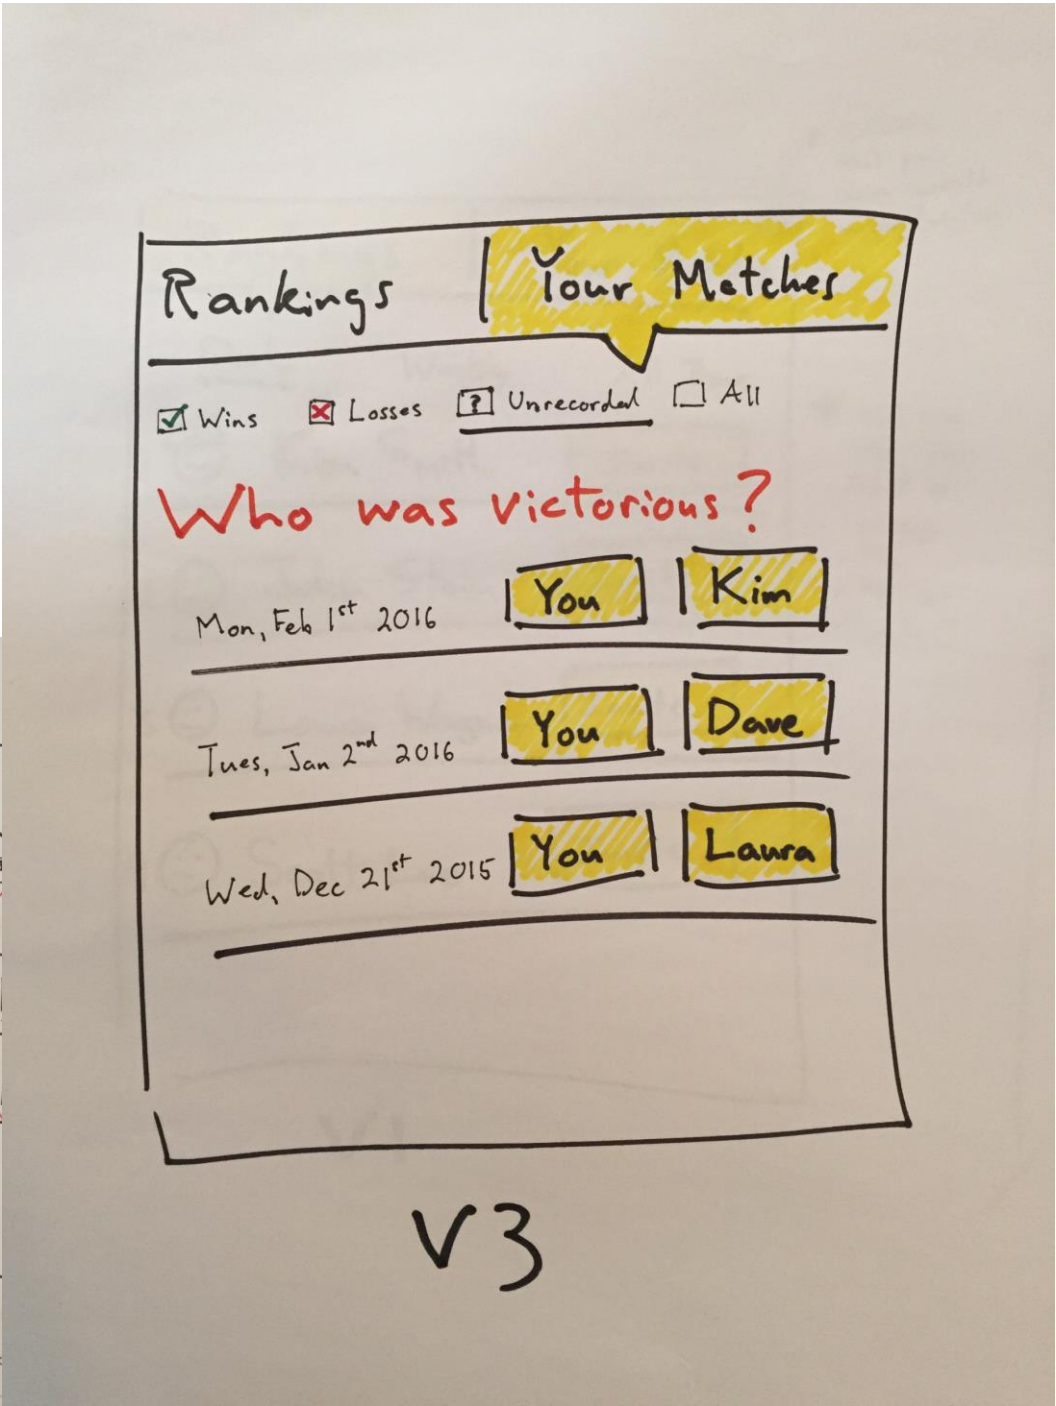 Rankings Your Matches
Wins Losses ? Unrecorded All
Who was victorious?
Mon, Feb 1st 2016 You Kim
Tues, Jan 2nd 2016 You Dave
Wed, Dec 21st 2015 You Laura
V3